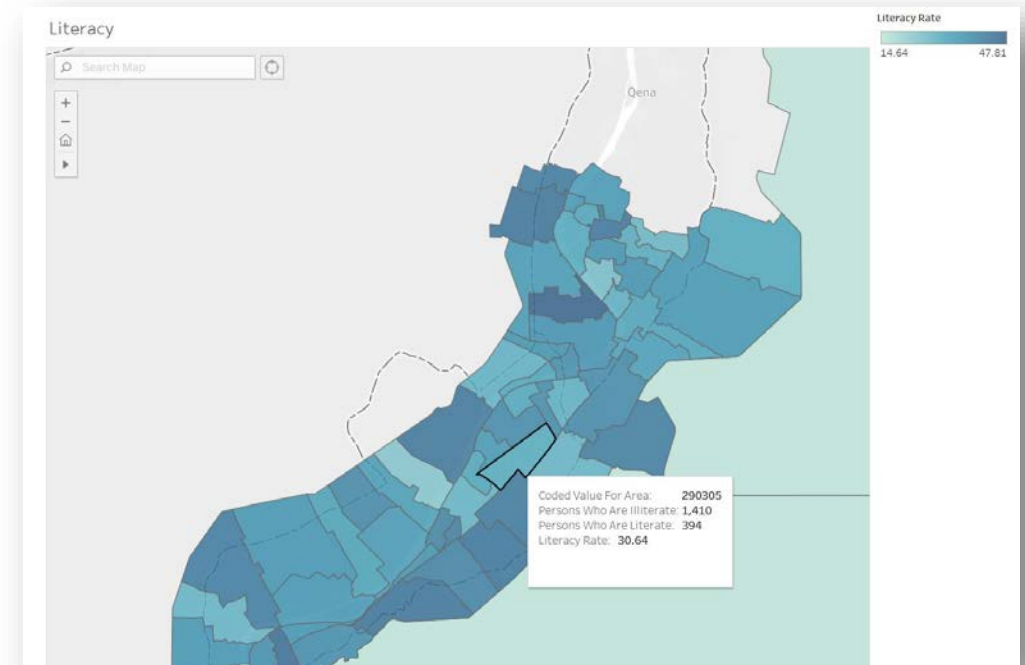 Literacy
Literacy Rate
14.64 47.81
Search Map
Qena
Coded Value For Area: 290305
Persons Who Are Illiterate: 1,410
Persons Who Are Literate: 394
Literacy Rate: 30.64